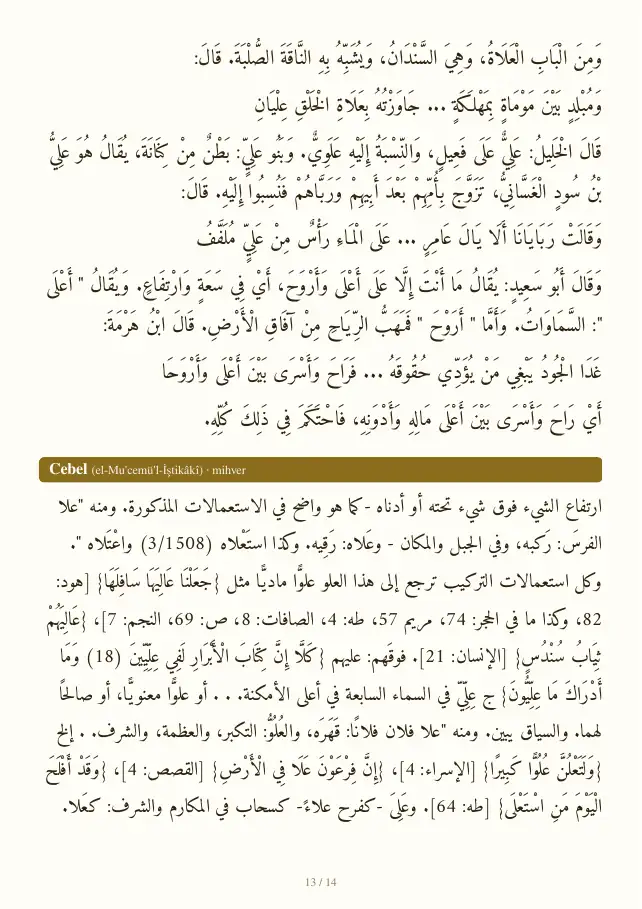 وَمِنَ الْبَابِ الْعَلَاةُ، وَهِيَ السَّنْدَانُ، وَيُشَبِّهُ بِهِ النَّاقَةَ الصُّلْبَةَ. قَالَ:
وَمُبْلِدٍ بَيْنَ مَوْمَاةٍ بِمَهْلَكَةٍ ... جَاوَزْتُهُ بِعَلَاةِ الْخَلْقِ عِلْيَانِ
قَالَ الْخَلِيلُ: عَلِيٌّ عَلَى فَعِيلٍ، وَالنِّسْبَةُ إِلَيْهِ عَلَوِيٌّ. وَبَنُو عَلِيٍّ: بَطْنٌ مِنْ كِنَانَةَ، يُقَالُ هُوَ عَلِيُّ
بْنُ سُودٍ الْغَسَّانِيُّ، تَزَوَّجَ بِأُمِّهِمْ بَعْدَ أَبِيهِمْ وَرَبَّاهُمْ فَنُسِبُوا إِلَيْهِ. قَالَ:
وَقَالَتْ رَبَايَانَا أَلَا يَالَ عَامِرٍ ... عَلَى الْمَاءِ رَأْسٌ مِنْ عَلِيٍّ مُلَفَّفُ
وَقَالَ أَبُو سَعِيدٍ: يُقَالُ مَا أَنْتَ إِلَّا عَلَى أَعْلَى وَأَرْوَحَ، أَيْ فِي سَعَةٍ وَارْتِفَاعٍ. وَيُقَالُ " أَعْلَى
": السَّمَاوَاتُ. وَأَمَّا " أَرْوَحَ " فَمَهَبُّ الرِّيَاحِ مِنْ آفَاقِ الْأَرْضِ. قَالَ ابْنُ هَرْمَةَ:
غَدَا الْجُودُ يَبْغِي مَنْ يُؤَدِّي حُقُوقَهُ ... فَرَاحَ وَأَسْرَى بَيْنَ أَعْلَى وَأَرْوَحَا
أَيْ رَاحَ وَأَسْرَى بَيْنَ أَعْلَى مَالِهِ وَأَدْوَنِهِ، فَاحْتَكَمَ فِي ذَلِكَ كُلِّهِ.
Cebel (el-Mu'cemü'l-İştikâkî) · mihver
ارتفاع الشيء فوق شيء تحته أو أدناه -كما هو واضح في الاستعمالات المذكورة. ومنه "علا
الفرسَ: رَكبه، وفي الجبل والمكان - وعَلاه: رَقِيه. وكذا استَعْلاه (3/1508) واعْتَلاه ".
وكل استعمالات التركيب ترجع إلى هذا العلو علوًّا ماديًّا مثل {جَعَلْنَا عَالِيَهَا سَافِلَهَا} [هود:
82، وكذا ما في الحجر: 74، مريم 57، طه: 4، الصافات: 8، ص: 69، النجم: 7]، {عَالِيَهُمْ
ثِيَابُ سُنْدُسٍ} [الإنسان: 21]. فوقهم: عليهم {كَلَّا إِنَّ كِتَابَ الْأَبْرَارِ لَفِي عِلِّيِّينَ (18) وَمَا
أَدْرَاكَ مَا عِلِّيُّونَ} ج عِلِّيّ في السماء السابعة في أعلى الأمكنة. . . أو علوًّا معنويًّا، أو صالحًا
لهما. والسياق يبين. ومنه "علا فلان فلانًا: قَهَرَه، والعُلُوُّ: التكبر، والعظمة، والشرف. . إلخ
{وَلَتَعْلُنَّ عُلُوًّا كَبِيرًا} [الإسراء: 4]، {إِنَّ فِرْعَوْنَ عَلَا فِي الْأَرْضِ} [القصص: 4]، {وَقَدْ أَفْلَحَ
الْيَوْمَ مَنِ اسْتَعْلَى} [طه: 64]. وعَلِىَ -كفرح علاءً- كسحاب في المكارم والشرف: كعَلا.
13 / 14